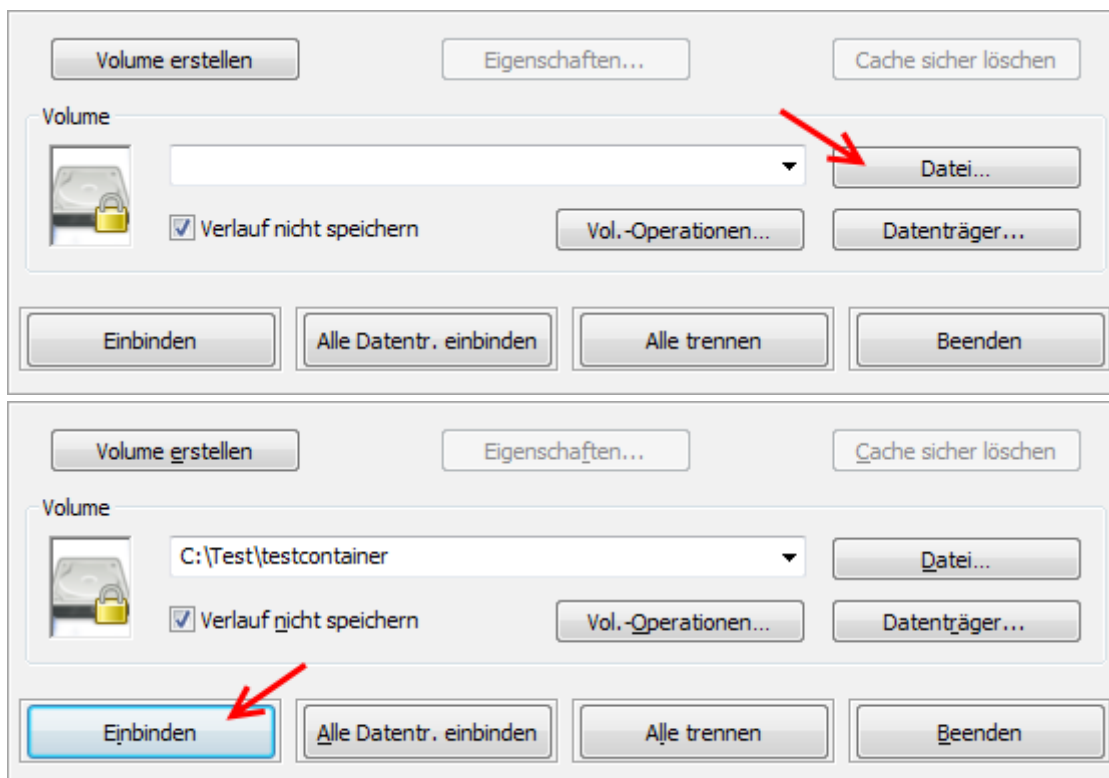 Volume erstellen Eigenschaften... Cache sicher löschen
Volume
Datei...
Verlauf nicht speichern Vol.-Operationen... Datenträger...
Einbinden Alle Datentr. einbinden Alle trennen Beenden
Volume erstellen Eigenschaften... Cache sicher löschen
Volume
C:\Test\testcontainer Datei...
Verlauf nicht speichern Vol.-Operationen... Datenträger...
Einbinden Alle Datentr. einbinden Alle trennen Beenden